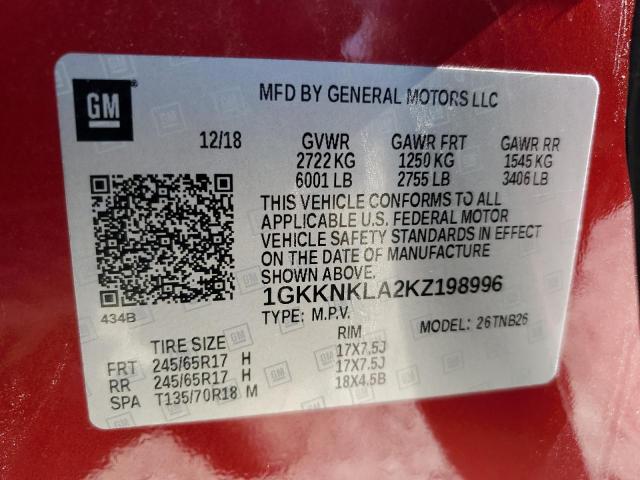 GM
MFD BY GENERAL MOTORS LLC
12/18 GVWR GAWR FRT GAWR RR
2722 KG 1250 KG 1545 KG
6001 LB 2755 LB 3406 LB
THIS VEHICLE CONFORMS TO ALL
APPLICABLE U.S. FEDERAL MOTOR
VEHICLE SAFETY STANDARDS IN EFFECT
ON THE DATE OF MANUFACTURE
SHOWN ABOVE.
434B
1GKKNKLA2KZ198996
TYPE: M.P.V. MODEL: 26TNB26
TIRE SIZE RIM
FRT 245/65R17 H 17X7.5J
RR 245/65R17 H 17X7.5J
SPA T135/70R18 M 18X4.5B